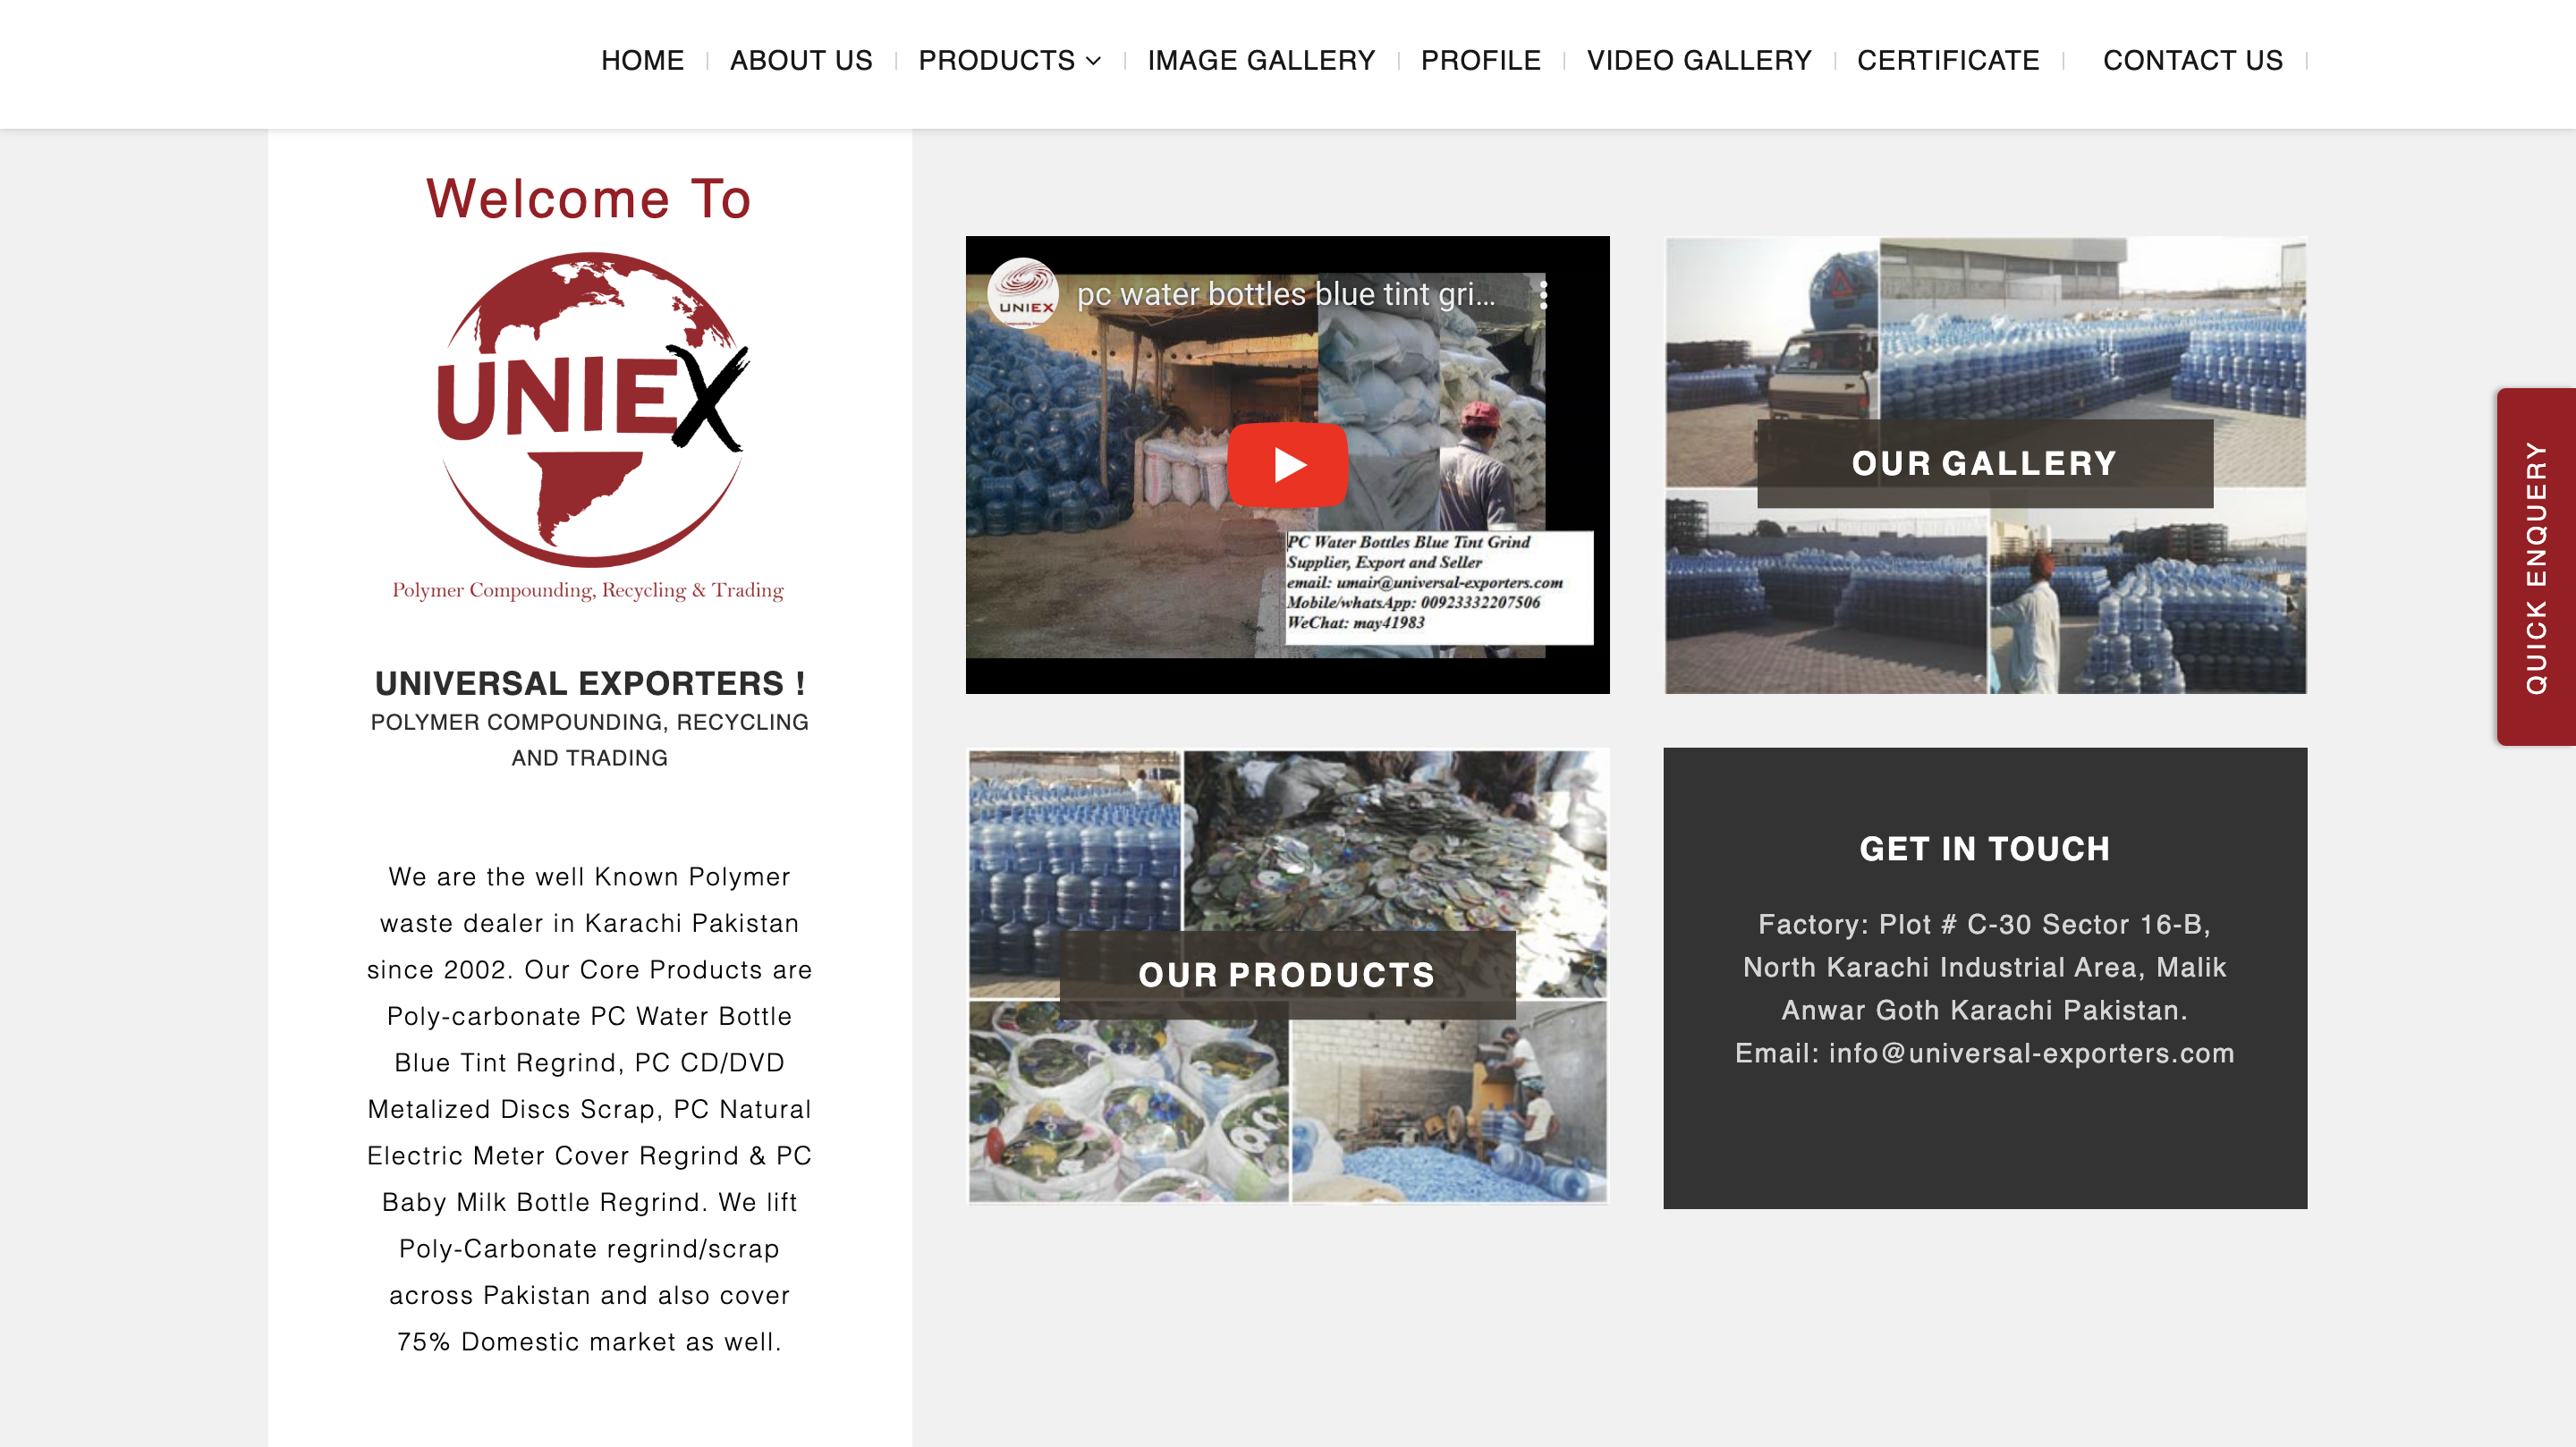 HOME
ABOUT US
PRODUCTS
IMAGE GALLERY
PROFILE
VIDEO GALLERY
CERTIFICATE
CONTACT US
Welcome To
UNIEX
Polymer Compounding, Recycling & Trading
UNIVERSAL EXPORTERS !
POLYMER COMPOUNDING, RECYCLING
AND TRADING
We are the well Known Polymer
waste dealer in Karachi Pakistan
since 2002. Our Core Products are
Poly-carbonate PC Water Bottle
Blue Tint Regrind, PC CD/DVD
Metalized Discs Scrap, PC Natural
Electric Meter Cover Regrind & PC
Baby Milk Bottle Regrind. We lift
Poly-Carbonate regrind/scrap
across Pakistan and also cover
75% Domestic market as well.
UNIEX
pc water bottles blue tint gri...
PC Water Bottles Blue Tint Grind
Supplier, Export and Seller
email: umair@universal-exporters.com
Mobile/whatsApp: 00923332207506
WeChat: may41983
OUR GALLERY
OUR PRODUCTS
GET IN TOUCH
Factory: Plot # C-30 Sector 16-B,
North Karachi Industrial Area, Malik
Anwar Goth Karachi Pakistan.
Email: info@universal-exporters.com
QUICK ENQUERY